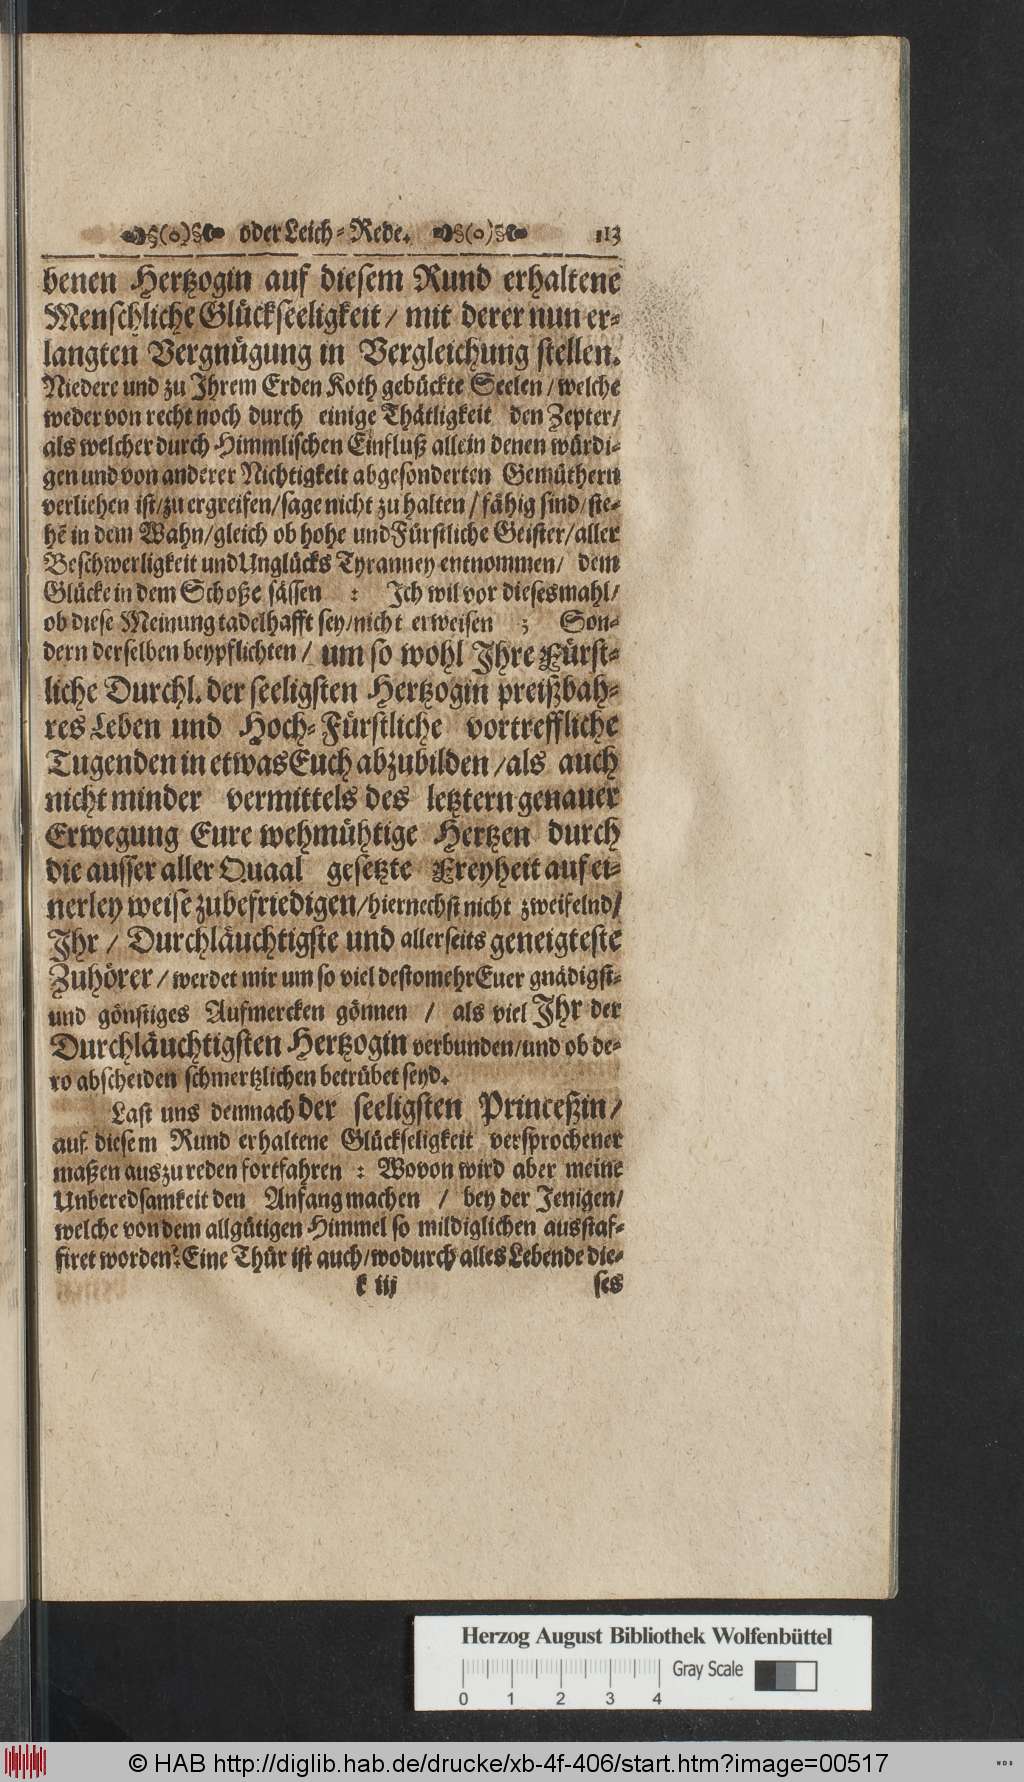 §(o)§ oder Leich-Rede. §(o)§ 113
benen Hertzogin auf diesem Rund erhaltene
Menschliche Glückseeligkeit/ mit derer nun er-
langten Vergnügung in Vergleichung stellen.
Niedere und zu Ihrem Erden Koth gebückte Seelen/welche
weder von recht noch durch einige Thätligkeit den Zepter/
als welcher durch Himmlischen Einfluß allein denen würdi-
gen und von anderer Nichtigkeit abgesonderten Gemüthern
verliehen ist/zu ergreifen/sage nicht zu halten/fähig sind/ste-
hẽ in dem Wahn/gleich ob hohe und Fürstliche Geister/aller
Beschwerligkeit und Unglücks Tyranney entnommen/ dem
Glücke in dem Schoße sässen : Ich wil vor diesesmahl/
ob diese Meinung tadelhafft sey/nicht erweisen ; Son-
dern derselben beypflichten/ um so wohl Ihre Fürst-
liche Durchl. der seeligsten Hertzogin preißbah-
res Leben und Hoch-Fürstliche vortreffliche
Tugenden in etwas Euch abzubilden/als auch
nicht minder vermittels des letztern genauer
Erwegung Eure wehmühtige Hertzen durch
die ausser aller Quaal gesetzte Freyheit auf ei-
nerley weise zubefriedigen/hiernechst nicht zweifelnd/
Ihr / Durchläuchtigste und allerseits geneigteste
Zuhörer/werdet mir um so viel destomehr Euer gnädigst-
und gönstiges Aufmercken gönnen / als viel Ihr der
Durchläuchtigsten Hertzogin verbunden/und ob de-
ro abscheiden schmertzlichen betrübet seyd.
Last uns demnach der seeligsten Princeßin/
auf diesem Rund erhaltene Glückseligkeit versprochener
maßen auszureden fortfahren : Wovon wird aber meine
Unberedsamkeit den Anfang machen / bey der Jenigen/
welche von dem allgütigen Himmel so mildiglichen ausstaf-
firet worden? Eine Thür ist auch/wodurch alles Lebende die-
k iij ses
Herzog August Bibliothek Wolfenbüttel
Gray Scale
0 1 2 3 4
© HAB http://diglib.hab.de/drucke/xb-4f-406/start.htm?image=00517